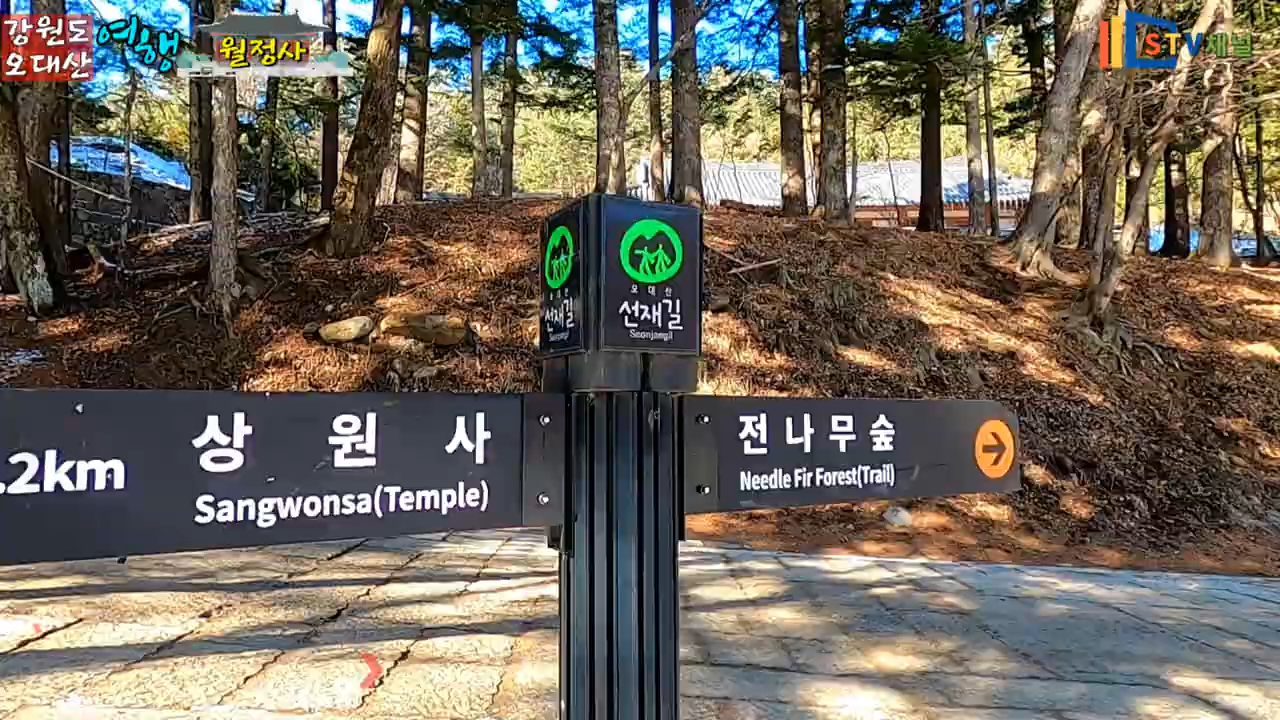 강원도
오대산
여행
월정사
STV채널
오대산
선재길
Seonjaegil
선재길
.2km
상원사
Sangwonsa(Temple)
전나무숲
Needle Fir Forest(Trail)